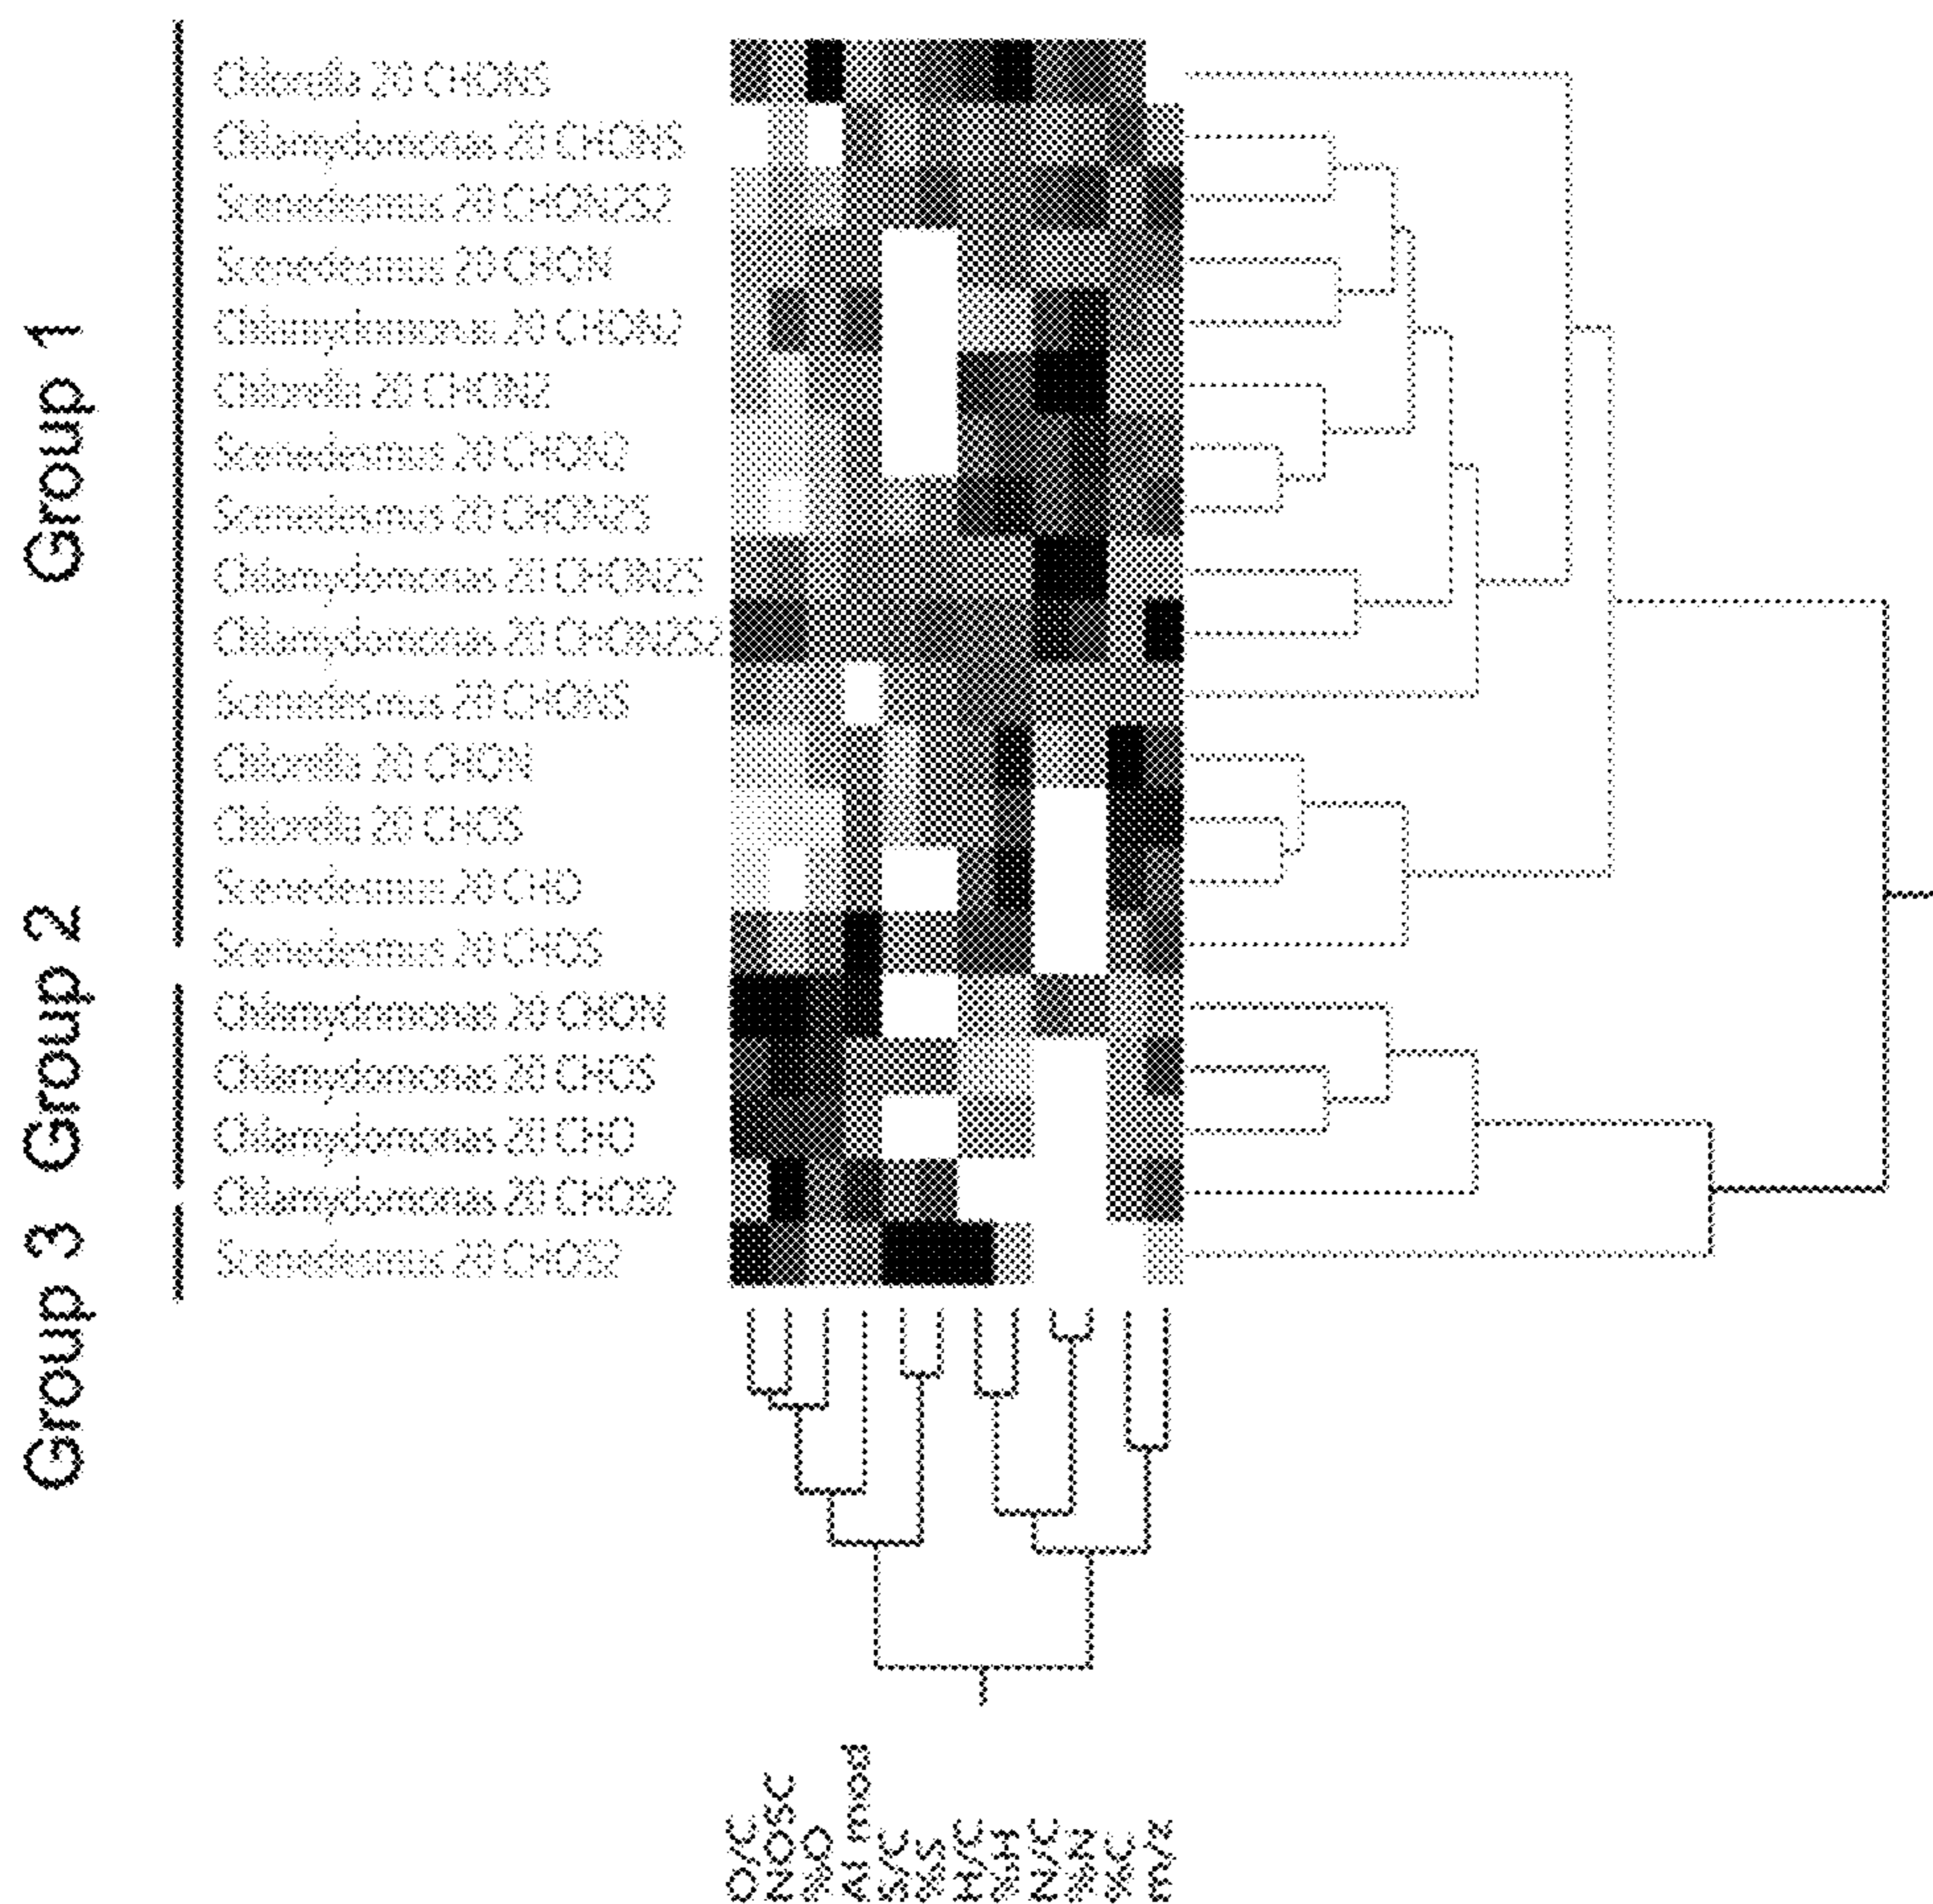 Group 1
Group 2
Group 3
Chlorella 20 CHONS
Chlamydomonas 20 CHONS
Scenedesmus 20 CHON2S2
Scenedesmus 20 CHON
Chlamydomonas 20 CHON2
Chlorella 20 CHON2
Scenedesmus 20 CHON2
Scenedesmus 20 CHON2S
Chlamydomonas 20 CHON2S
Chlamydomonas 20 CHON2S2
Scenedesmus 20 CHONS
Chlorella 20 CHON
Chlorella 20 CHOS
Scenedesmus 20 CHO
Scenedesmus 20 CHOS
Chlamydomonas 20 CHON
Chlamydomonas 20 CHOS
Chlamydomonas 20 CHO
Chlamydomonas 20 CHOS2
Scenedesmus 20 CHOS2
O/C
NOSC
%O
AI mod
S/C
%S
H/C
%H
N/C
%N
%C